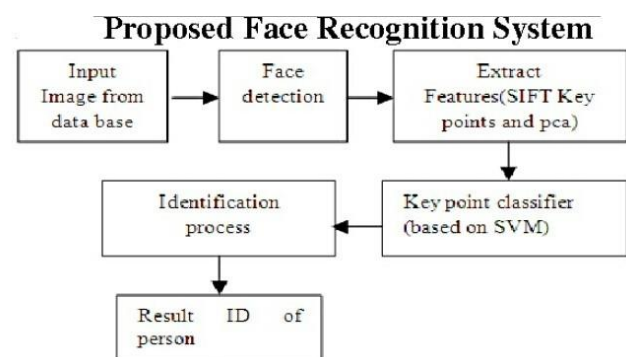 Proposed Face Recognition System
Input
Image from
data base
Face
detection
Extract
Features(SIFT Key
points and pca)
Key point classifier
(based on SVM)
Identification
process
Result ID of
person